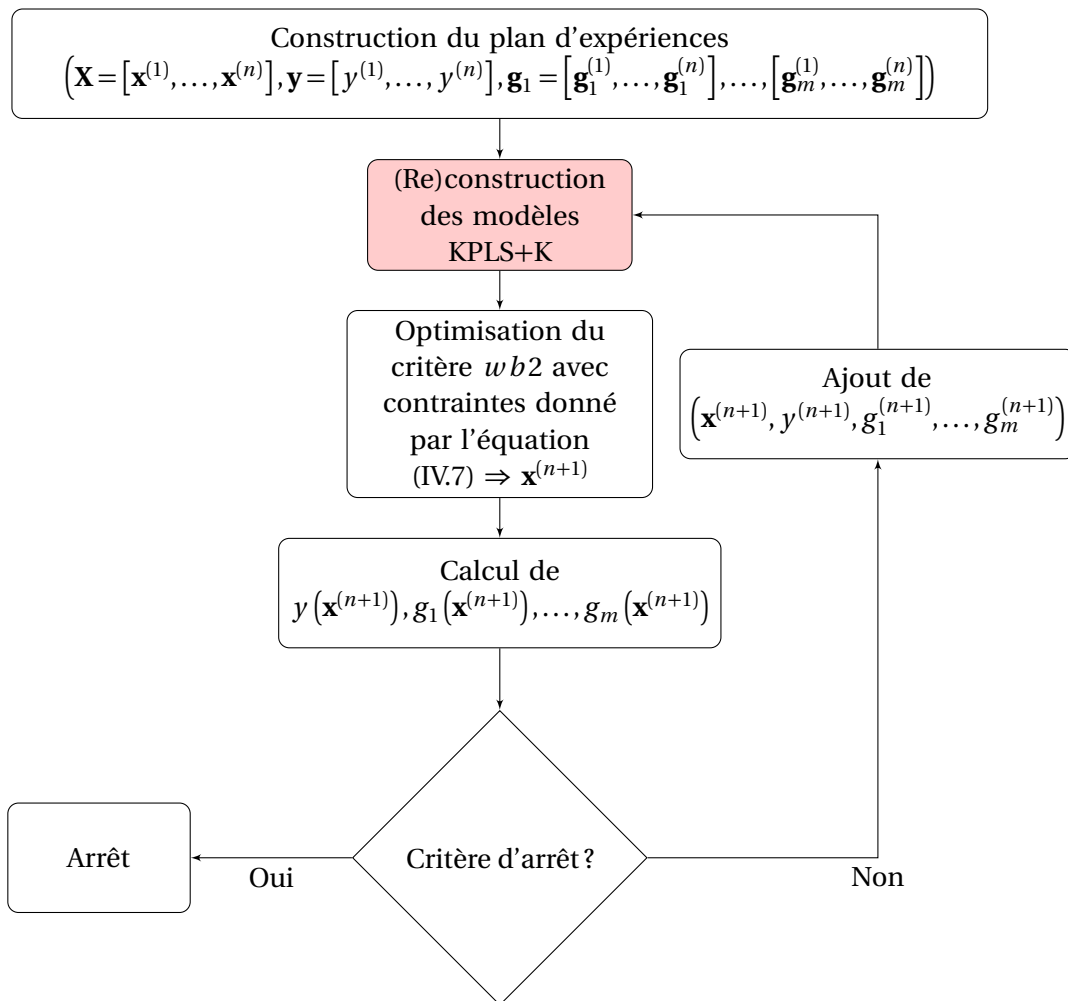 Construction du plan d'expériences
(X = [x^(1), …, x^(n)], y = [y^(1), …, y^(n)], g_1 = [g_1^(1), …, g_1^(n)], …, [g_m^(1), …, g_m^(n)])
(Re)construction
des modèles
KPLS+K
Optimisation du
critère wb2 avec
contraintes donné
par l'équation
(IV.7) ⇒ x^(n+1)
Ajout de
(x^(n+1), y^(n+1), g_1^(n+1), …, g_m^(n+1))
Calcul de
y(x^(n+1)), g_1(x^(n+1)), …, g_m(x^(n+1))
Critère d'arrêt ?
Arrêt
Oui
Non